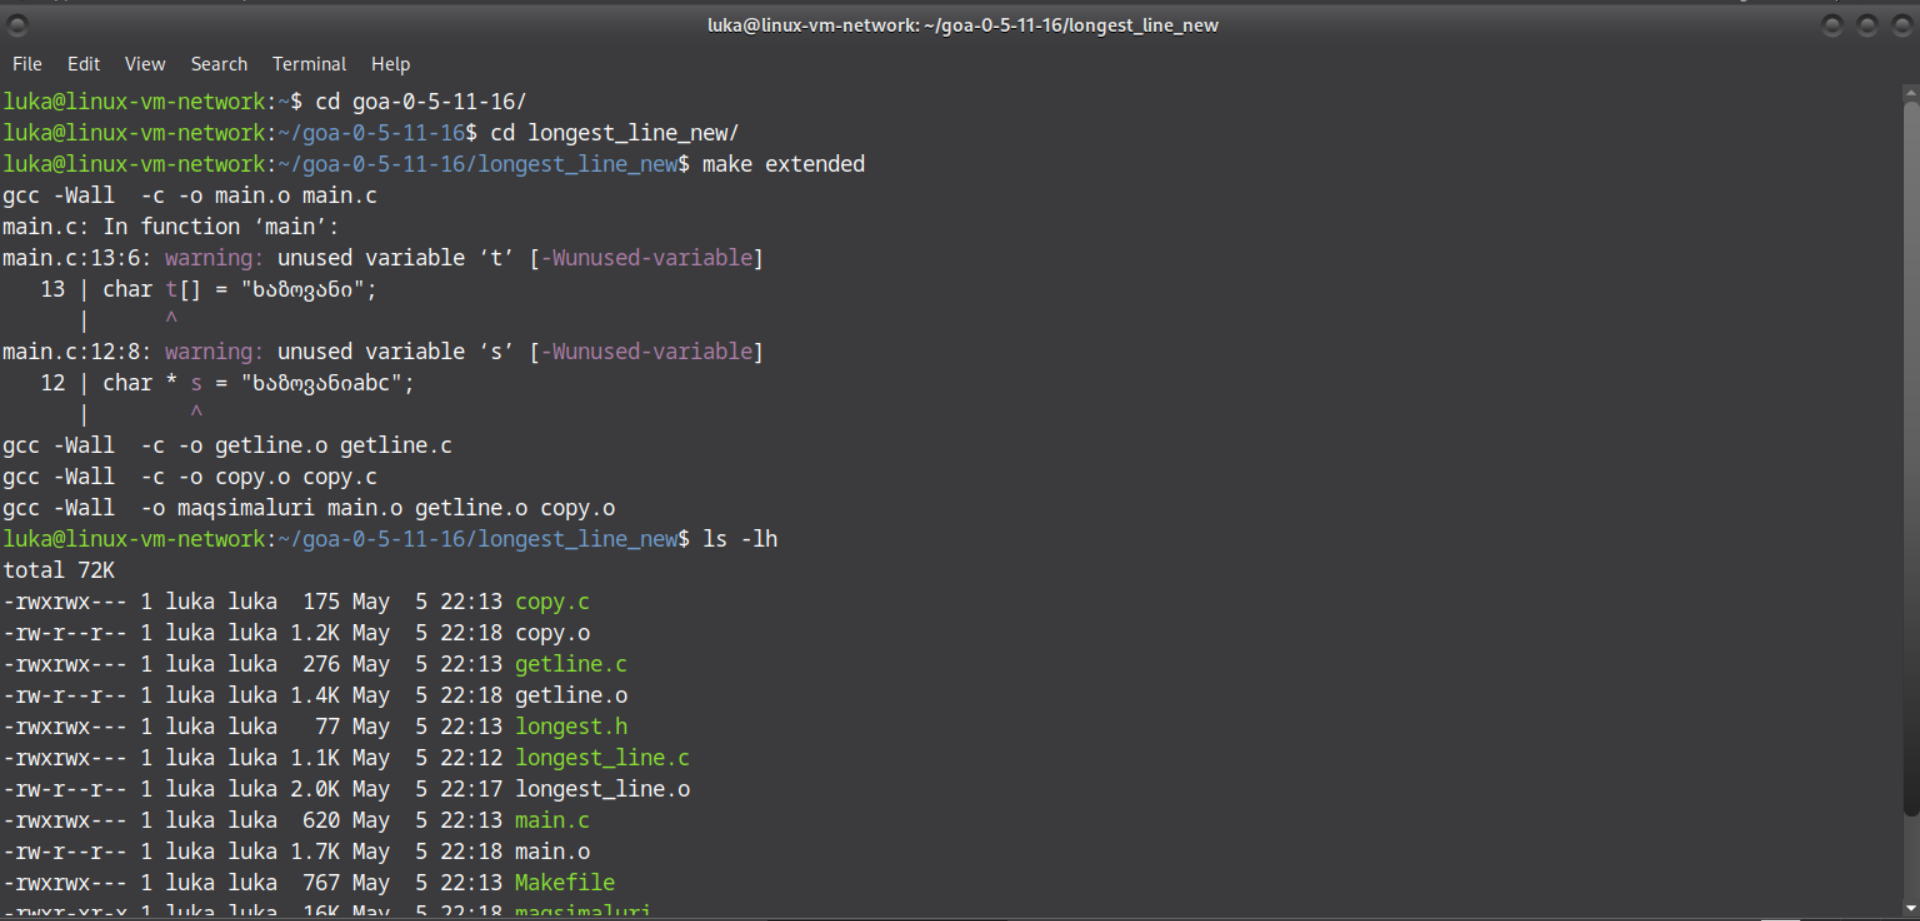 luka@linux-vm-network: ~/goa-0-5-11-16/longest_line_new
File Edit View Search Terminal Help
luka@linux-vm-network:~$ cd goa-0-5-11-16/
luka@linux-vm-network:~/goa-0-5-11-16$ cd longest_line_new/
luka@linux-vm-network:~/goa-0-5-11-16/longest_line_new$ make extended
gcc -Wall  -c -o main.o main.c
main.c: In function ‘main’:
main.c:13:6: warning: unused variable ‘t’ [-Wunused-variable]
   13 | char t[] = "ხაზოვანი";
      |      ^
main.c:12:8: warning: unused variable ‘s’ [-Wunused-variable]
   12 | char * s = "ხაზოვანიabc";
      |        ^
gcc -Wall  -c -o getline.o getline.c
gcc -Wall  -c -o copy.o copy.c
gcc -Wall  -o maqsimaluri main.o getline.o copy.o
luka@linux-vm-network:~/goa-0-5-11-16/longest_line_new$ ls -lh
total 72K
-rwxrwx--- 1 luka luka  175 May  5 22:13 copy.c
-rw-r--r-- 1 luka luka 1.2K May  5 22:18 copy.o
-rwxrwx--- 1 luka luka  276 May  5 22:13 getline.c
-rw-r--r-- 1 luka luka 1.4K May  5 22:18 getline.o
-rwxrwx--- 1 luka luka   77 May  5 22:13 longest.h
-rwxrwx--- 1 luka luka 1.1K May  5 22:12 longest_line.c
-rw-r--r-- 1 luka luka 2.0K May  5 22:17 longest_line.o
-rwxrwx--- 1 luka luka  620 May  5 22:13 main.c
-rw-r--r-- 1 luka luka 1.7K May  5 22:18 main.o
-rwxrwx--- 1 luka luka  767 May  5 22:13 Makefile
-rwxr-xr-x 1 luka luka  16K May  5 22:18 maqsimaluri